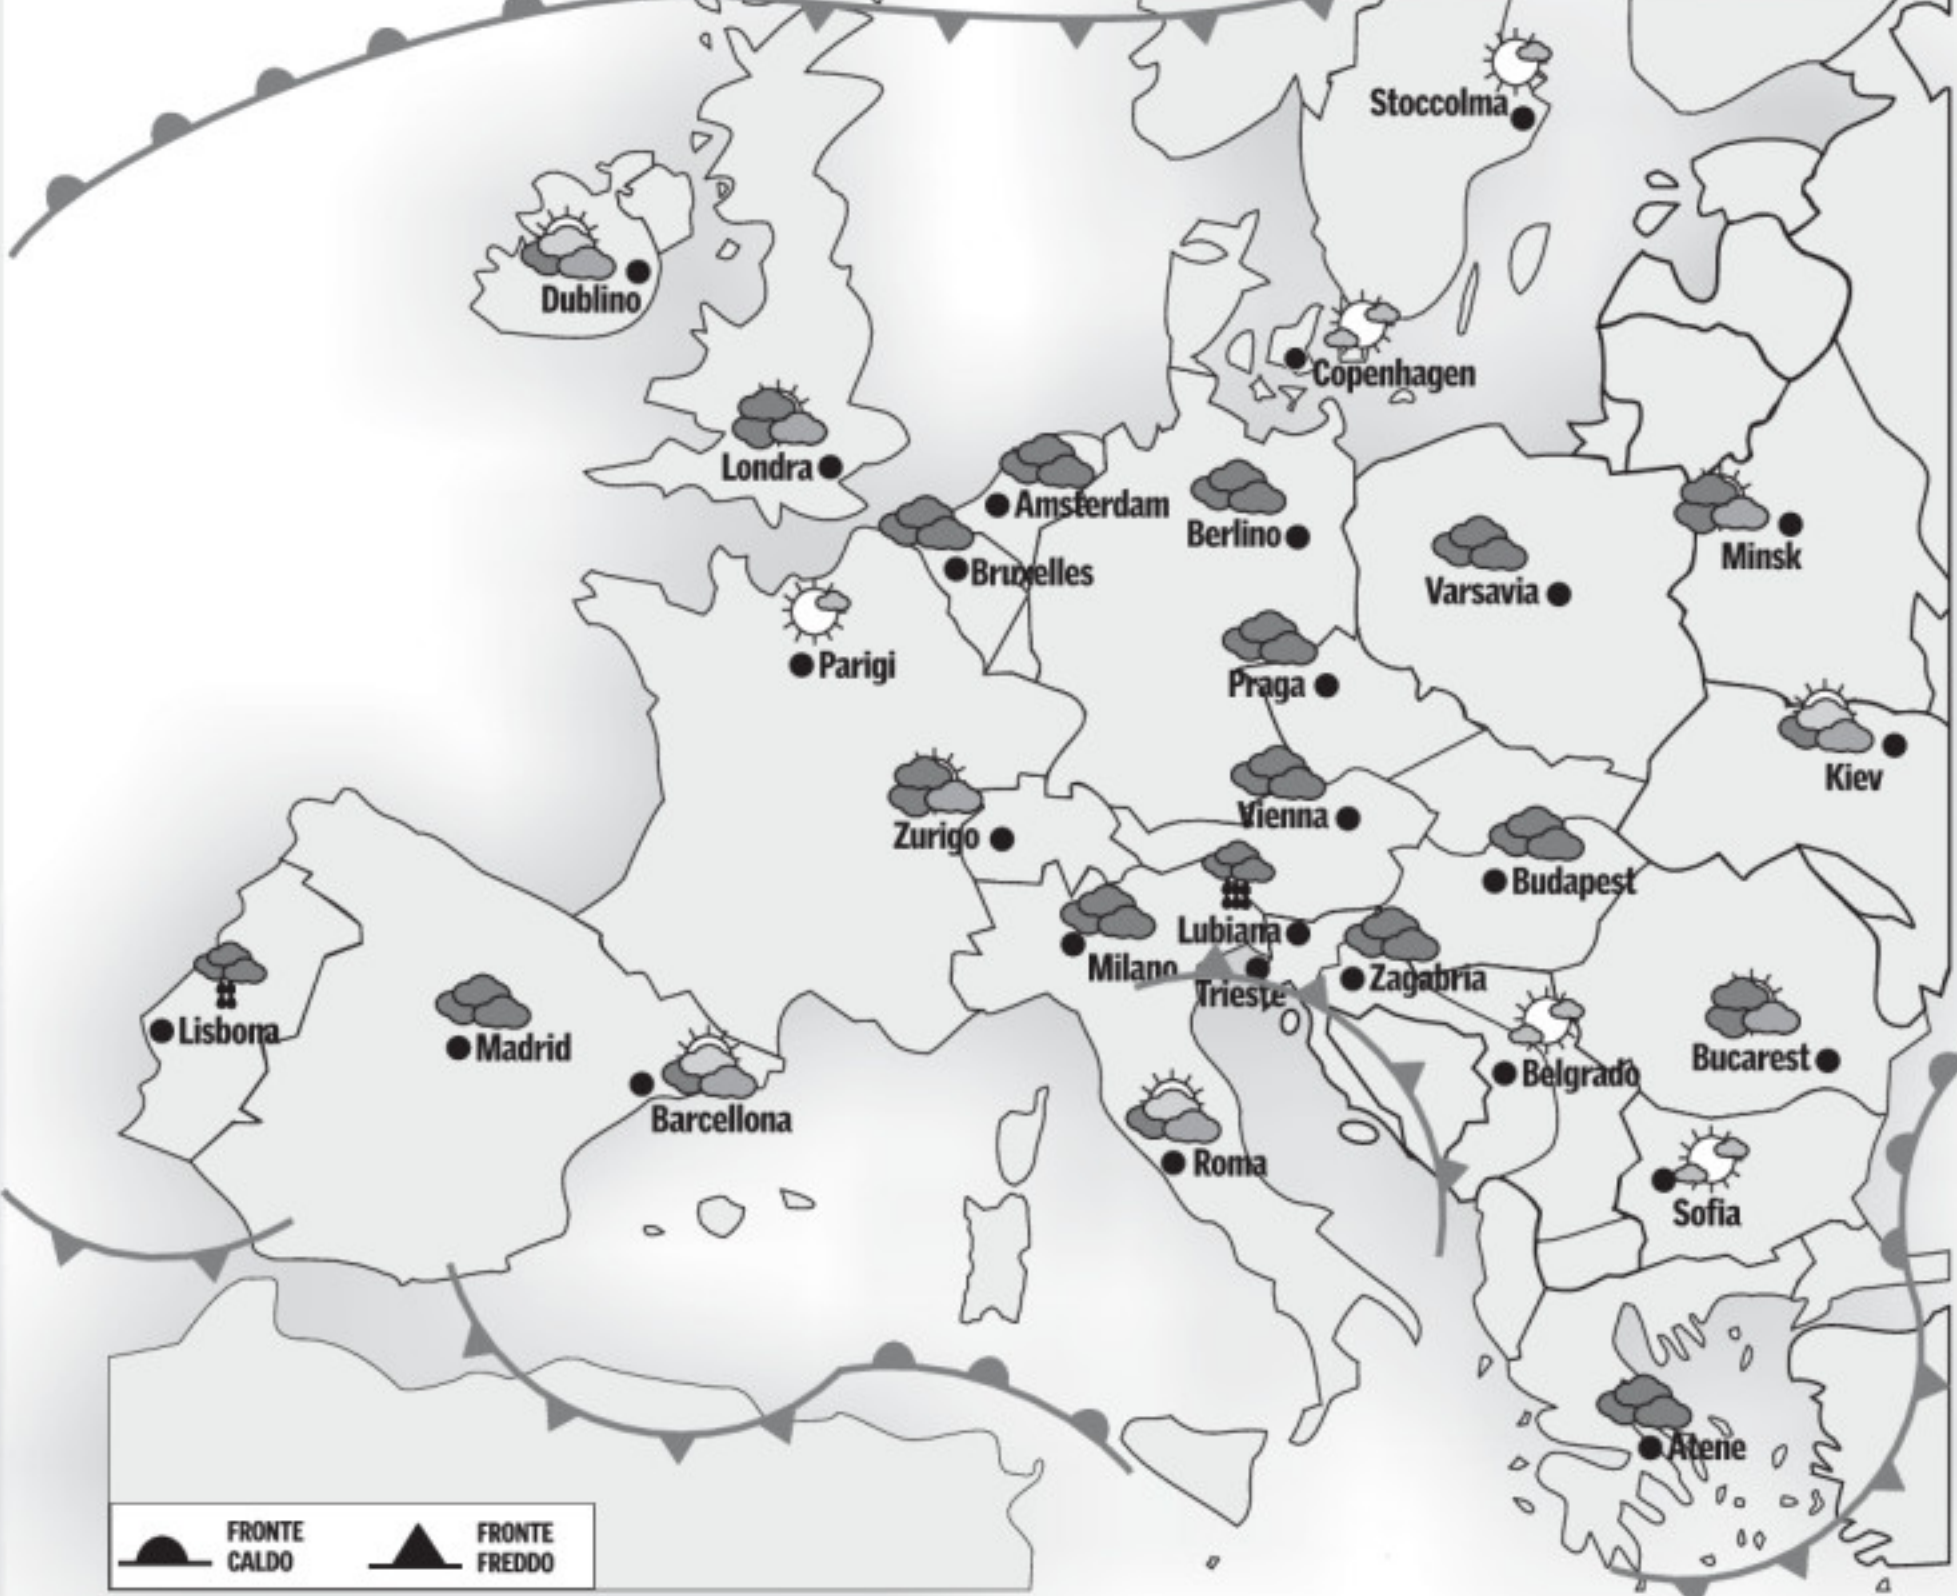 Stoccolma
Dublino
Copenhagen
Londra
Amsterdam
Berlino
Bruxelles
Minsk
Varsavia
Parigi
Praga
Kiev
Vienna
Zurigo
Budapest
Lubiana
Milano
Zagabria
Trieste
Lisbona
Madrid
Belgrado
Bucarest
Barcellona
Roma
Sofia
Atene
FRONTE
CALDO
FRONTE
FREDDO